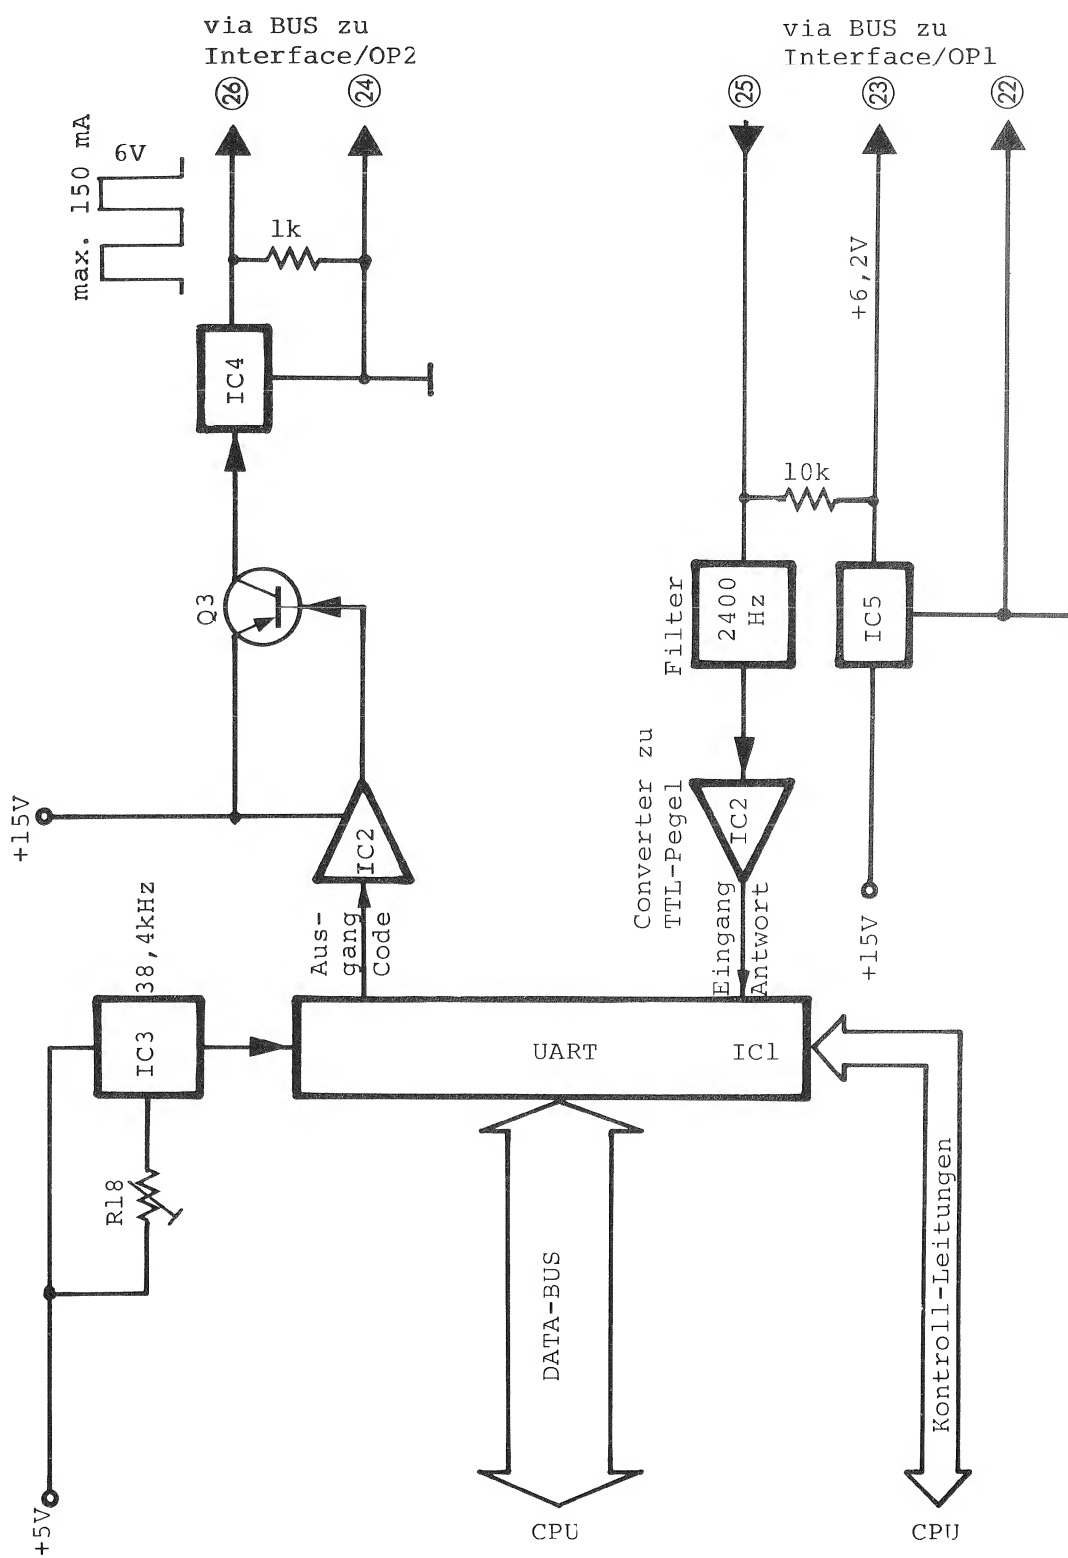 via BUS zu
Interface/OP2
via BUS zu
Interface/OP1
26
24
25
23
22
max. 150 mA
6V
1k
+6,2V
IC4
10k
Q3
Filter
2400
Hz
IC5
+15V
IC2
Converter zu
TTL-Pegel
IC2
38,4kHz
Aus-
gang
Code
Eingang
Antwort
+15V
IC3
UART
IC1
R18
DATA-BUS
Kontroll-Leitungen
+5V
CPU
CPU